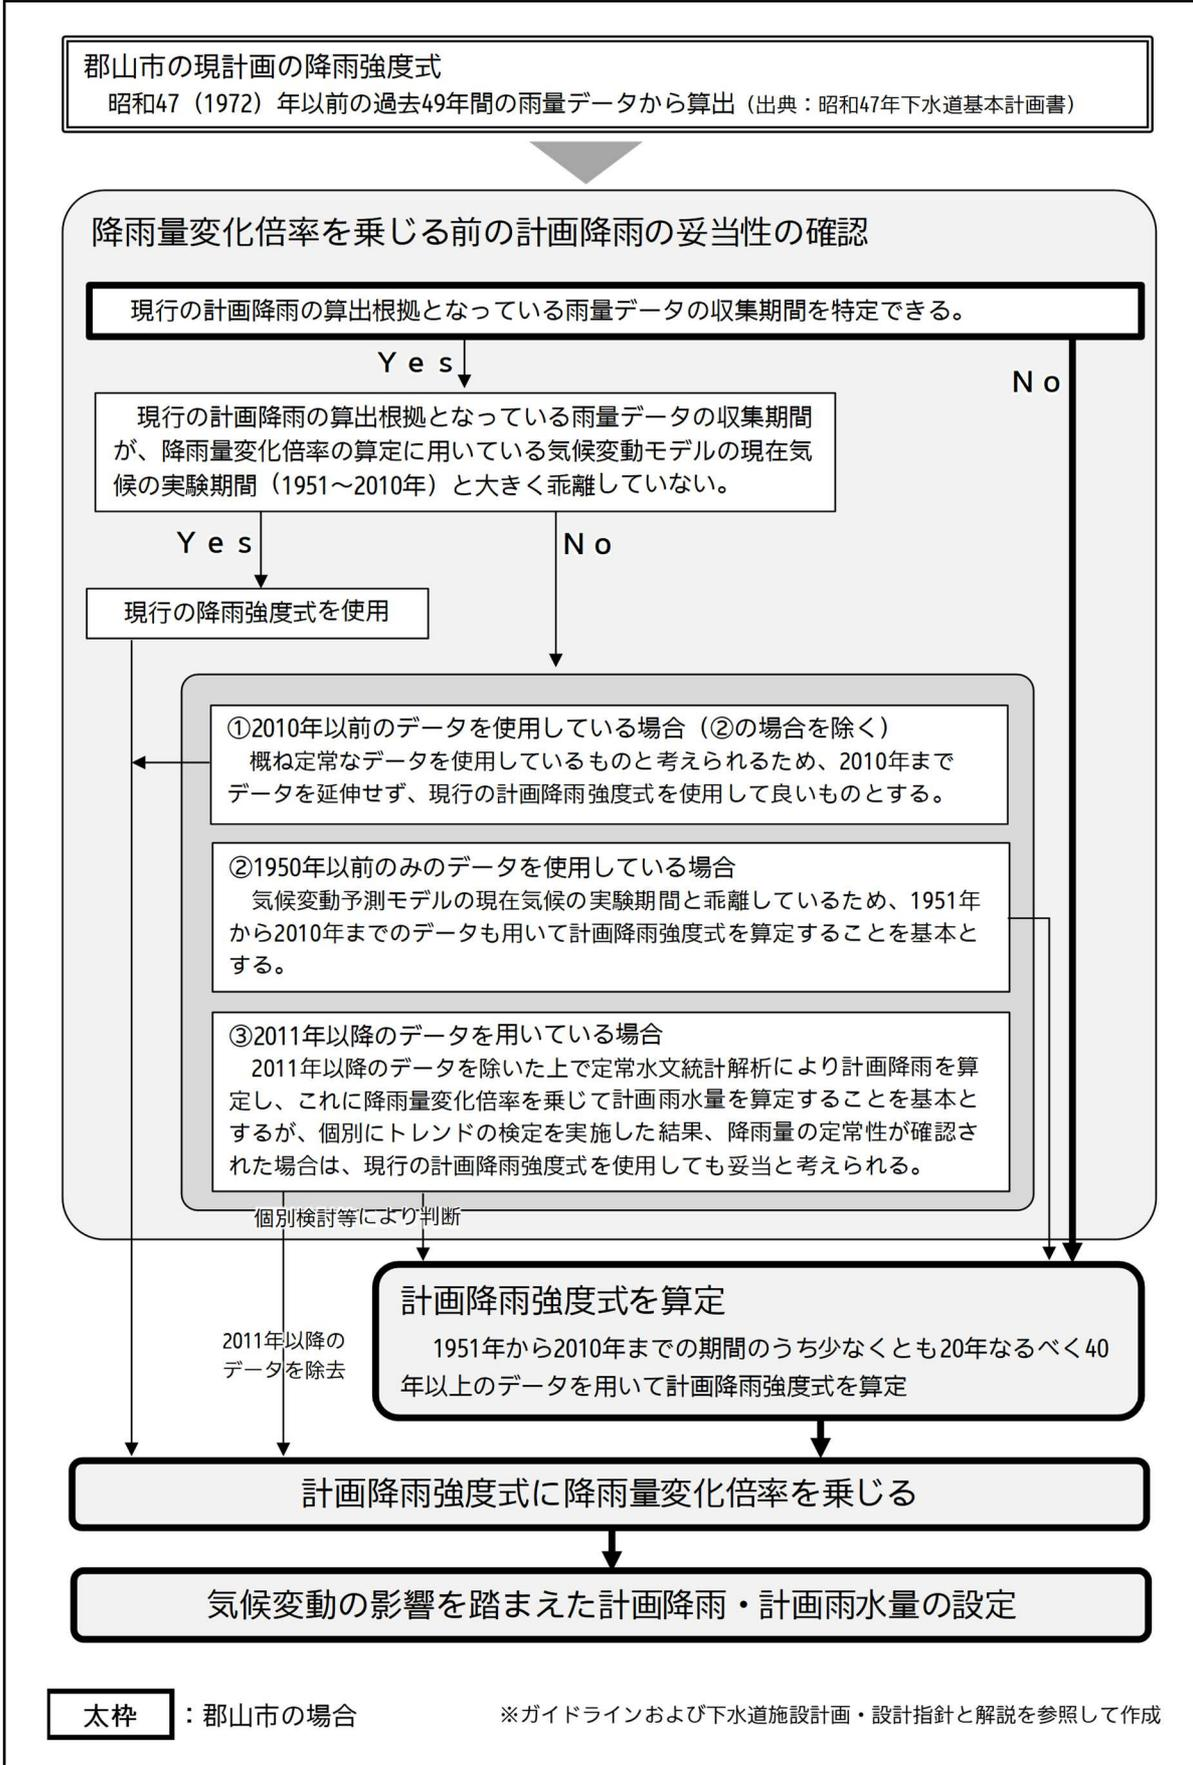 郡山市の現計画の降雨強度式
昭和47（1972）年以前の過去49年間の雨量データから算出（出典：昭和47年下水道基本計画書）
降雨量変化倍率を乗じる前の計画降雨の妥当性の確認
現行の計画降雨の算出根拠となっている雨量データの収集期間を特定できる。
Ｙｅｓ
Ｎｏ
現行の計画降雨の算出根拠となっている雨量データの収集期間
が、降雨量変化倍率の算定に用いている気候変動モデルの現在気
候の実験期間（1951～2010年）と大きく乖離していない。
Ｙｅｓ
Ｎｏ
現行の降雨強度式を使用
①2010年以前のデータを使用している場合（②の場合を除く）
概ね定常なデータを使用しているものと考えられるため、2010年まで
データを延伸せず、現行の計画降雨強度式を使用して良いものとする。
②1950年以前のみのデータを使用している場合
気候変動予測モデルの現在気候の実験期間と乖離しているため、1951年
から2010年までのデータも用いて計画降雨強度式を算定することを基本と
する。
③2011年以降のデータを用いている場合
2011年以降のデータを除いた上で定常水文統計解析により計画降雨を算
定し、これに降雨量変化倍率を乗じて計画雨水量を算定することを基本と
するが、個別にトレンドの検定を実施した結果、降雨量の定常性が確認さ
れた場合は、現行の計画降雨強度式を使用しても妥当と考えられる。
個別検討等により判断
計画降雨強度式を算定
1951年から2010年までの期間のうち少なくとも20年なるべく40
年以上のデータを用いて計画降雨強度式を算定
2011年以降の
データを除去
計画降雨強度式に降雨量変化倍率を乗じる
気候変動の影響を踏まえた計画降雨・計画雨水量の設定
太枠
：郡山市の場合
※ガイドラインおよび下水道施設計画・設計指針と解説を参照して作成